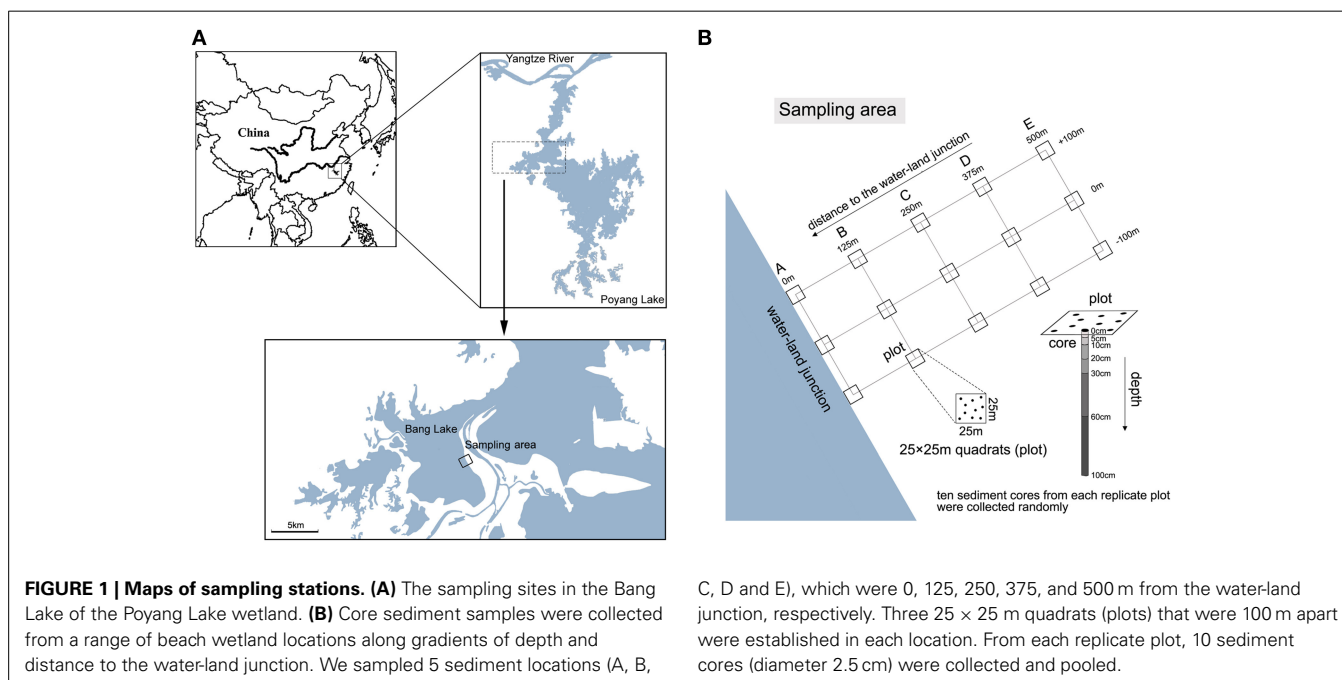 A
Yangtze River
China
Poyang Lake
Bang Lake
Sampling area
5km
B
Sampling area
distance to the water-land junction
A
0m
B
125m
C
250m
D
375m
E
500m
+100m
0m
-100m
water-land junction
plot
25m
25m
25×25m quadrats (plot)
plot
core
0cm
5cm
10cm
20cm
30cm
60cm
100cm
depth
ten sediment cores from each replicate plot
were collected randomly
FIGURE 1 | Maps of sampling stations. (A) The sampling sites in the Bang
Lake of the Poyang Lake wetland. (B) Core sediment samples were collected
from a range of beach wetland locations along gradients of depth and
distance to the water-land junction. We sampled 5 sediment locations (A, B,
C, D and E), which were 0, 125, 250, 375, and 500 m from the water-land
junction, respectively. Three 25 × 25 m quadrats (plots) that were 100 m apart
were established in each location. From each replicate plot, 10 sediment
cores (diameter 2.5 cm) were collected and pooled.